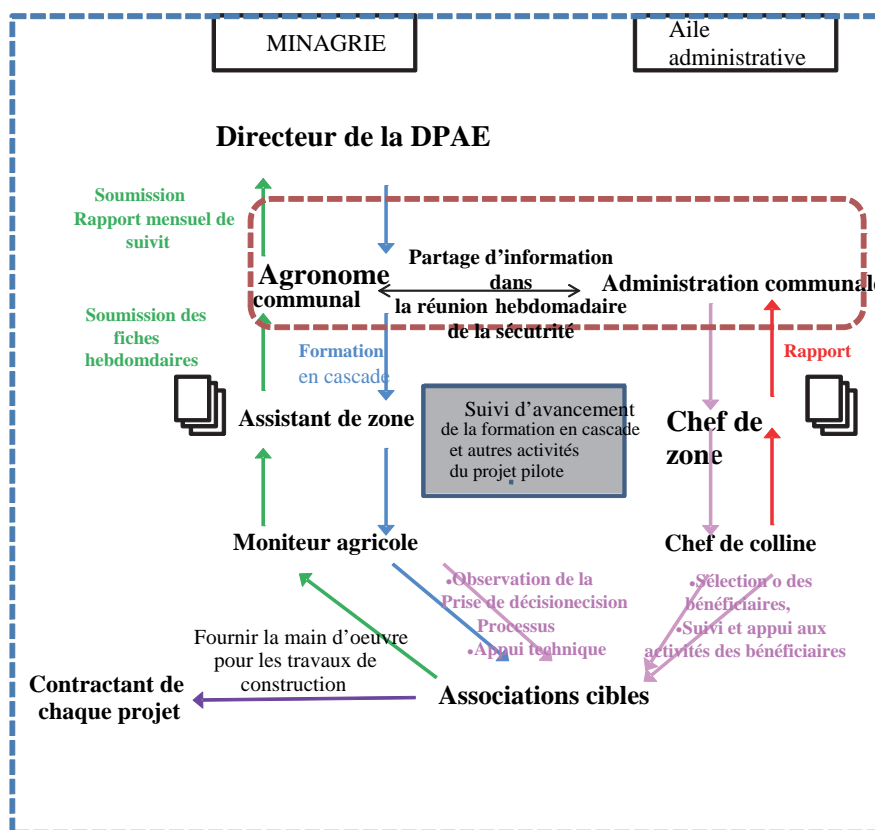 MINAGRIE
Aile
administrative
Directeur de la DPAE
Soumission
Rapport mensuel de
suivit
Agronome
communal
Partage d'information
dans
la réunion hebdomadaire
de la sécutrité
Administration communale
Soumission des
fiches
hebdomdaires
Formation
en cascade
Rapport
Assistant de zone
Suivi d'avancement
de la formation en cascade
et autres activités
du projet pilote
Chef de
zone
Moniteur agricole
Chef de colline
•Observation de la
Prise de décisionecision
Processus
•Appui technique
•Sélection o des
bénéficiaires,
•Suivi et appui aux
activités des bénéficiaires
Fournir la main d'oeuvre
pour les travaux de
construction
Contractant de
chaque projet
Associations cibles